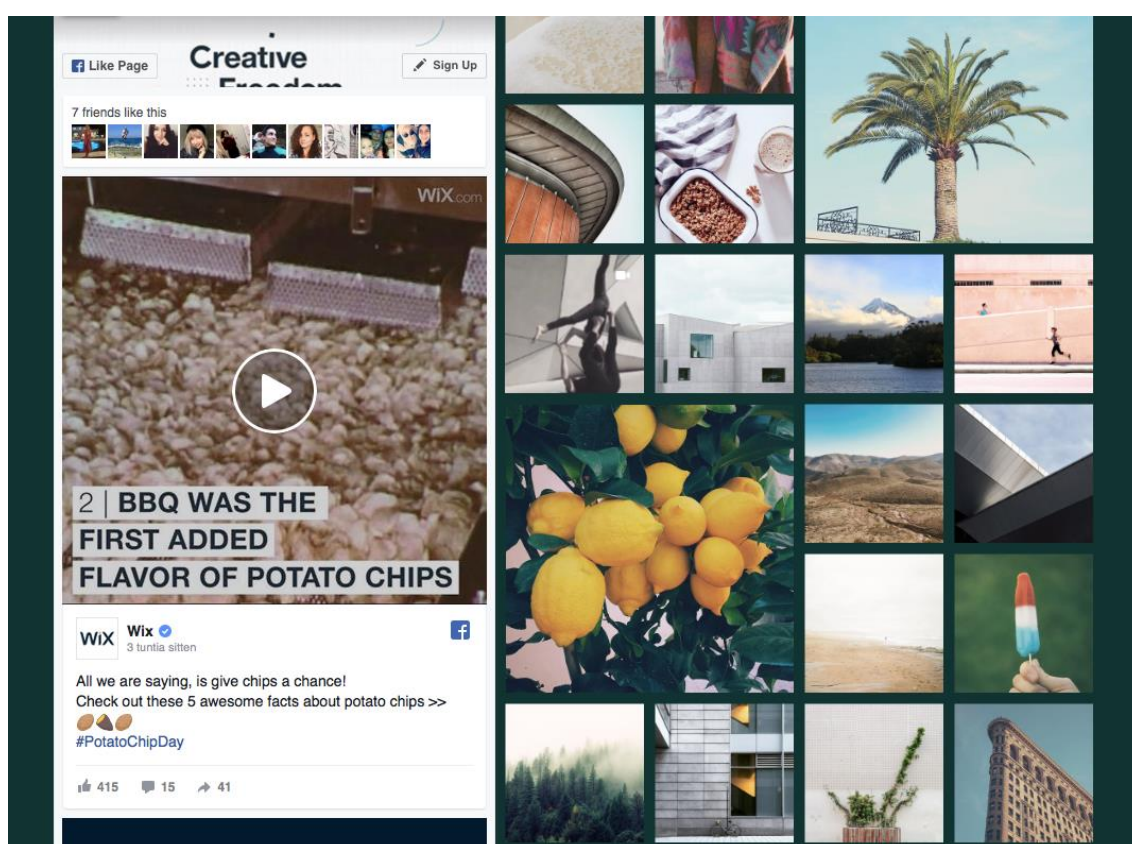 Creative
Freedom
Like Page
Sign Up
7 friends like this
WiX.com
2 | BBQ WAS THE
FIRST ADDED
FLAVOR OF POTATO CHIPS
WiX
Wix
3 tuntia sitten
All we are saying, is give chips a chance!
Check out these 5 awesome facts about potato chips >>
#PotatoChipDay
415 15 41